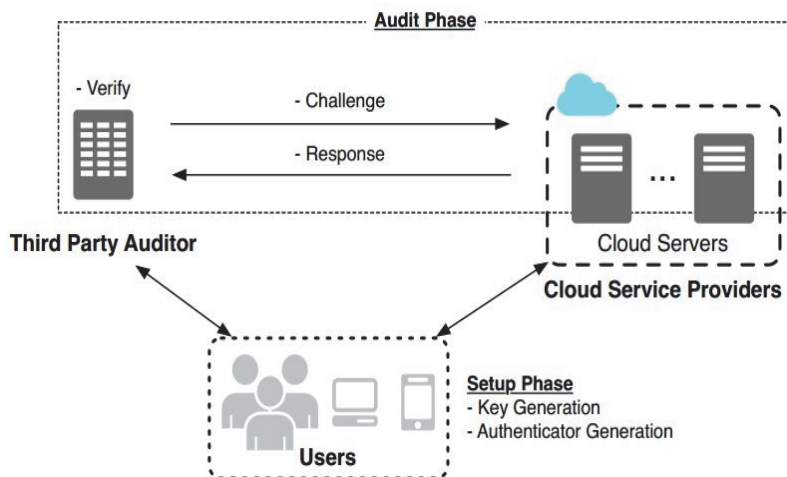 Audit Phase
- Verify
- Challenge
- Response
...
Third Party Auditor
Cloud Servers
Cloud Service Providers
Setup Phase
- Key Generation
- Authenticator Generation
Users